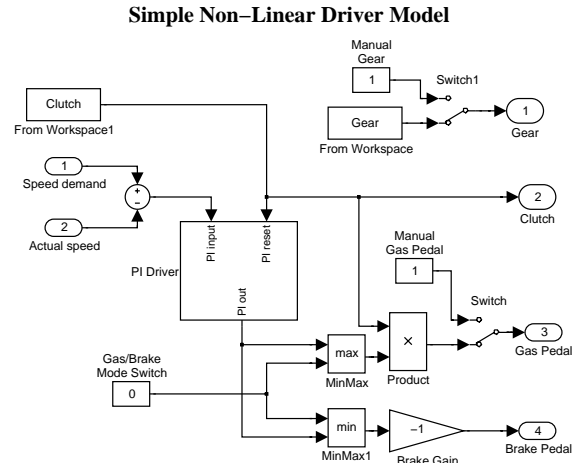 Simple Non−Linear Driver Model
Manual
Gear
1
Switch1
Clutch
From Workspace1
Gear
From Workspace
1
Gear
1
Speed demand
+
−
2
Actual speed
PI input
PI reset
PI Driver
PI out
2
Clutch
Manual
Gas Pedal
1
Switch
3
Gas Pedal
max
MinMax
×
Product
Gas/Brake
Mode Switch
0
min
MinMax1
−1
Brake Gain
4
Brake Pedal